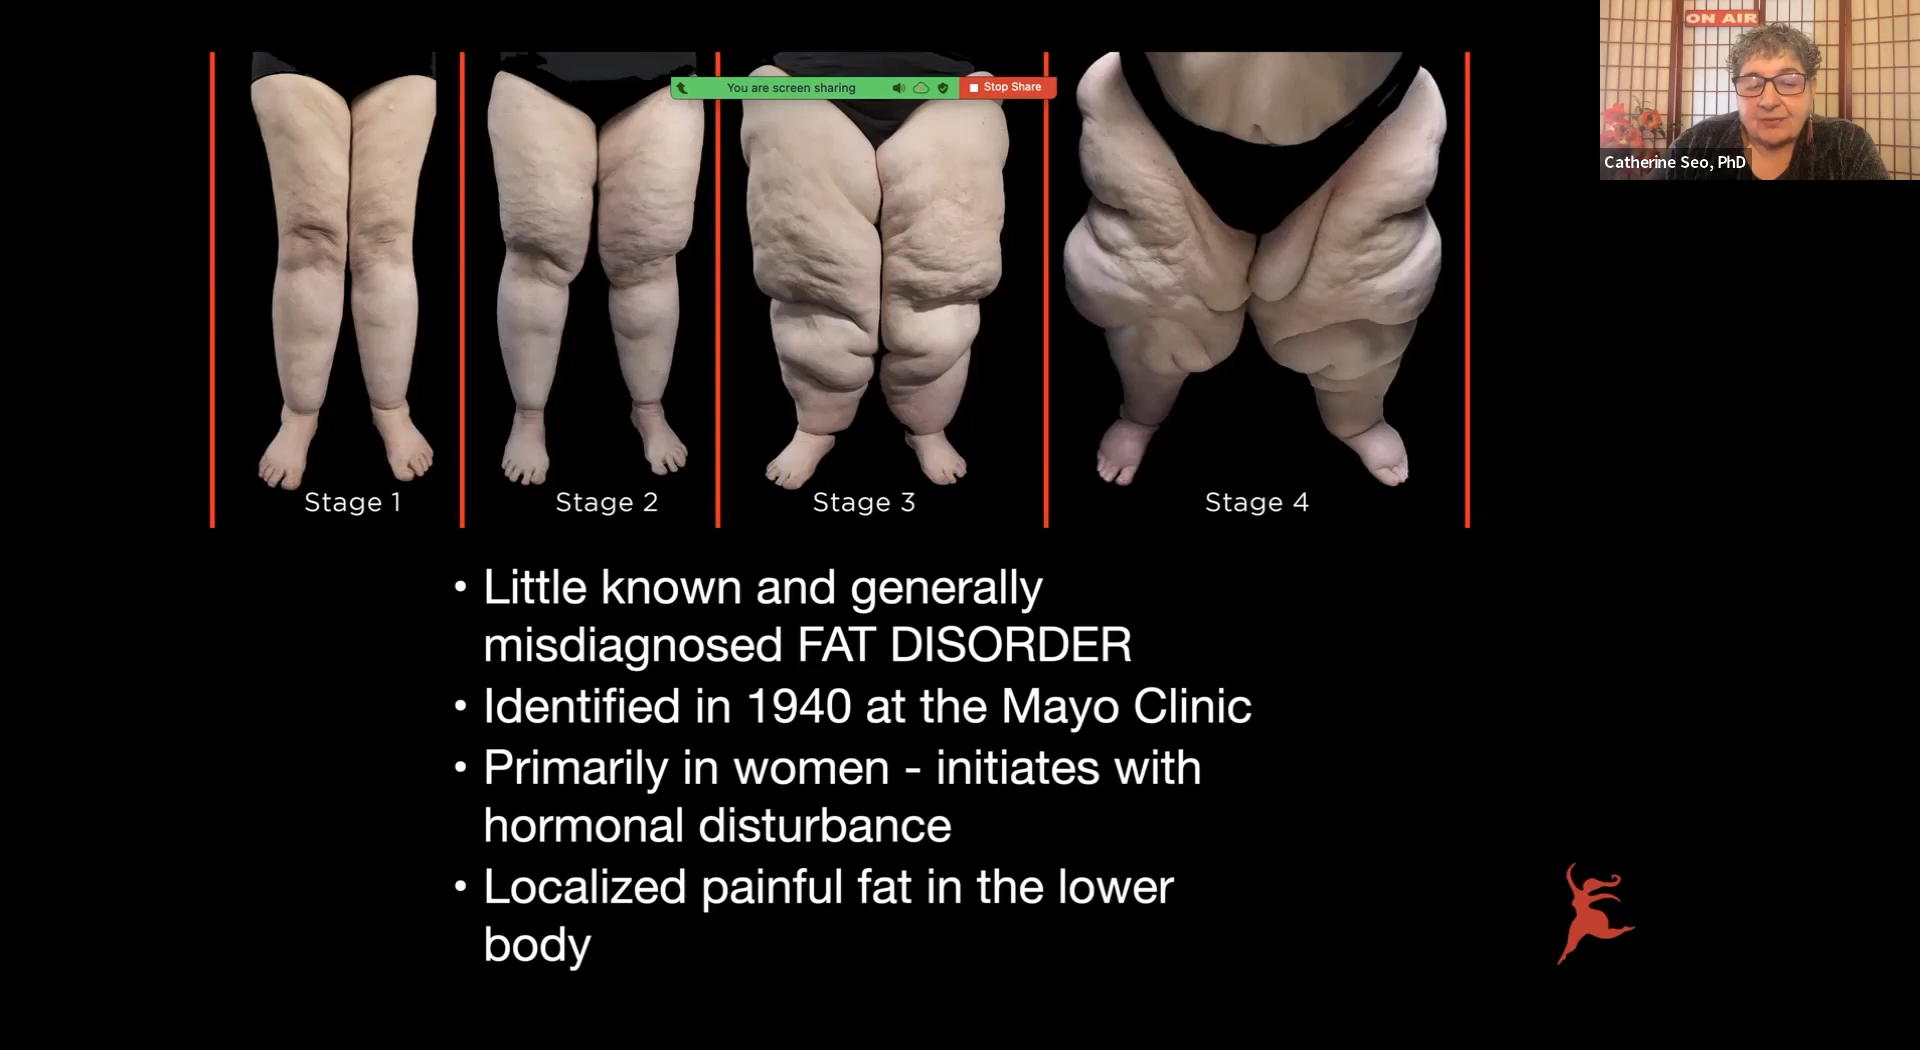 ON AIR
You are screen sharing
Stop Share
Catherine Seo, PhD
Stage 1
Stage 2
Stage 3
Stage 4
• Little known and generally
misdiagnosed FAT DISORDER
• Identified in 1940 at the Mayo Clinic
• Primarily in women - initiates with
hormonal disturbance
• Localized painful fat in the lower
body